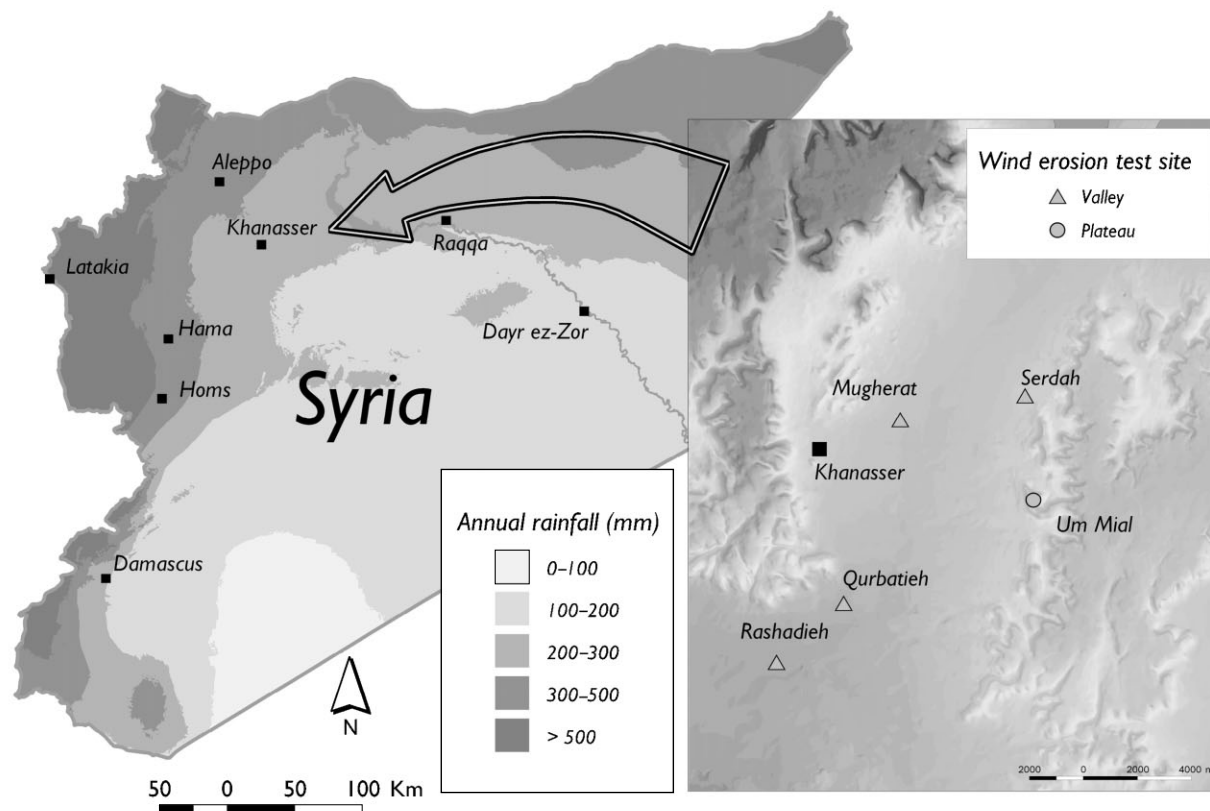 Aleppo
Khanasser
Latakia
Raqqa
Hama
Dayr ez-Zor
Homs
Syria
Damascus
N
50 0 50 100 Km
Annual rainfall (mm)
0–100
100–200
200–300
300–500
> 500
Wind erosion test site
Valley
Plateau
Mugherat
Serdah
Khanasser
Um Mial
Qurbatieh
Rashadieh
2000 0 2000 4000 m